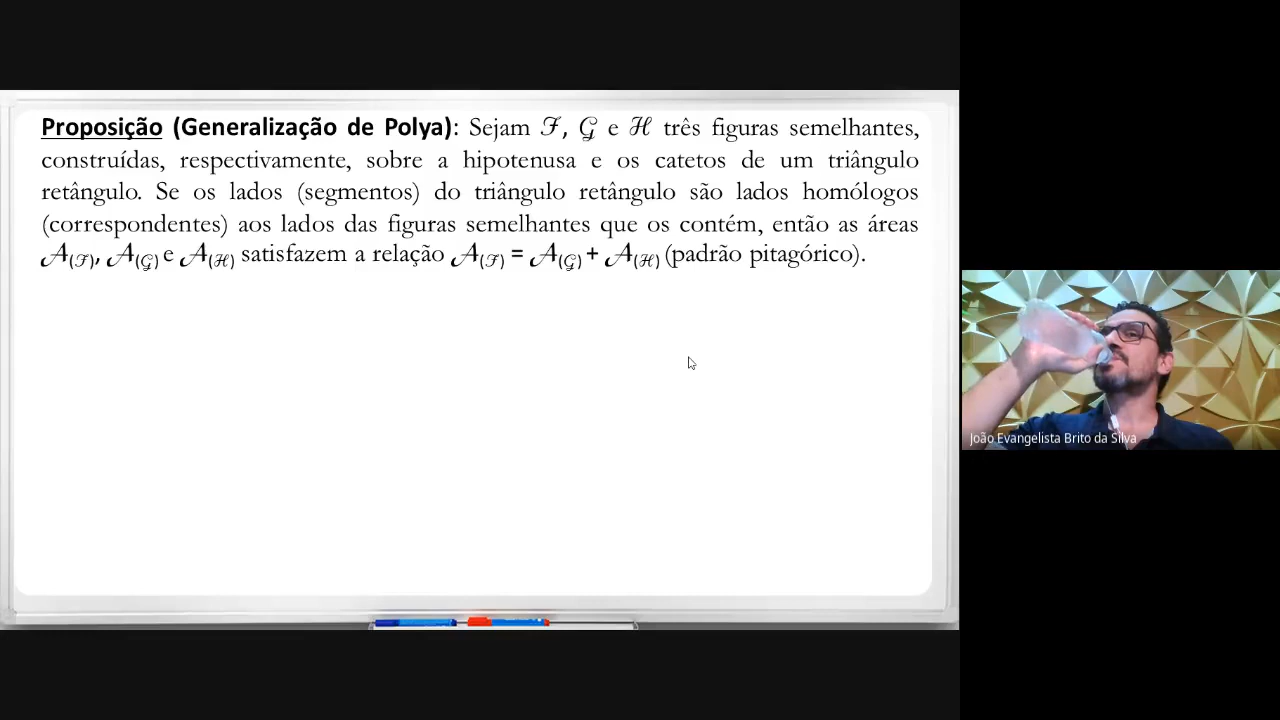 Proposição (Generalização de Polya): Sejam ℱ, 𝒢 e ℋ três figuras semelhantes,
construídas, respectivamente, sobre a hipotenusa e os catetos de um triângulo
retângulo. Se os lados (segmentos) do triângulo retângulo são lados homólogos
(correspondentes) aos lados das figuras semelhantes que os contém, então as áreas
𝒜(ℱ), 𝒜(𝒢) e 𝒜(ℋ) satisfazem a relação 𝒜(ℱ) = 𝒜(𝒢) + 𝒜(ℋ) (padrão pitagórico).
João Evangelista Brito da Silva